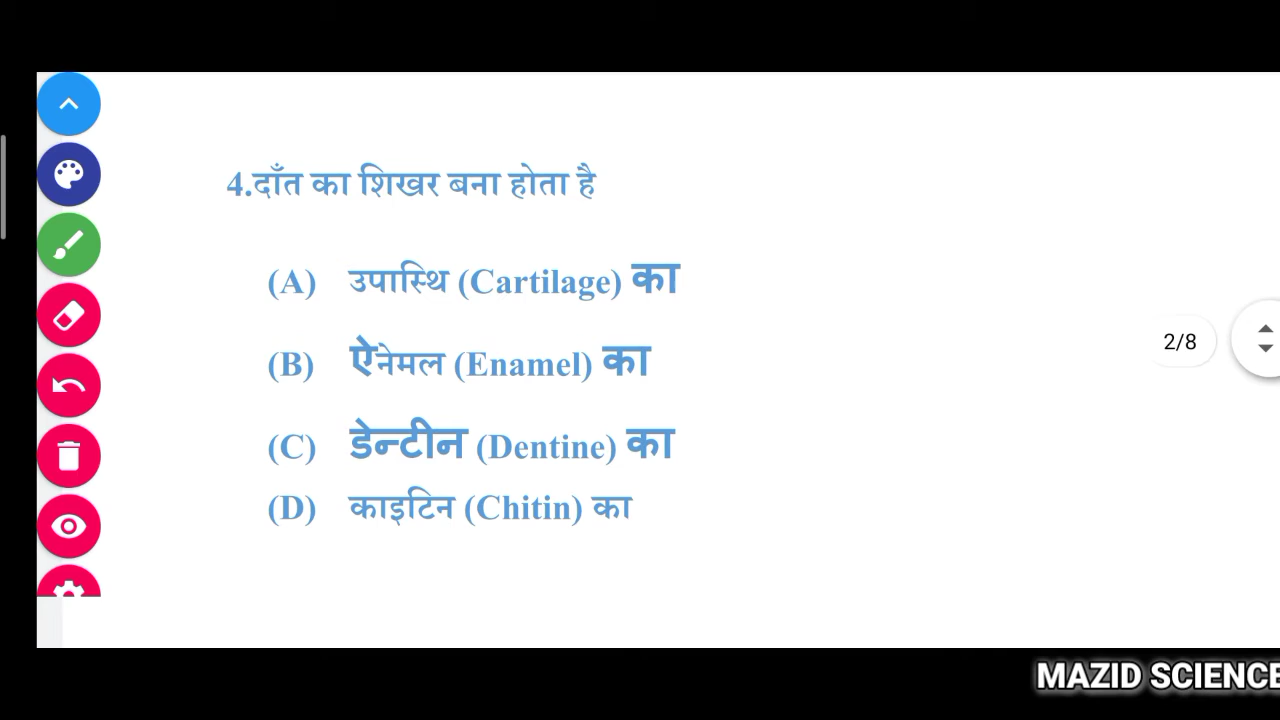 4.दाँत का शिखर बना होता है
(A) उपास्थि (Cartilage) का
(B) ऐनेमल (Enamel) का
(C) डेन्टीन (Dentine) का
(D) काइटिन (Chitin) का
2/8
MAZID SCIENCE